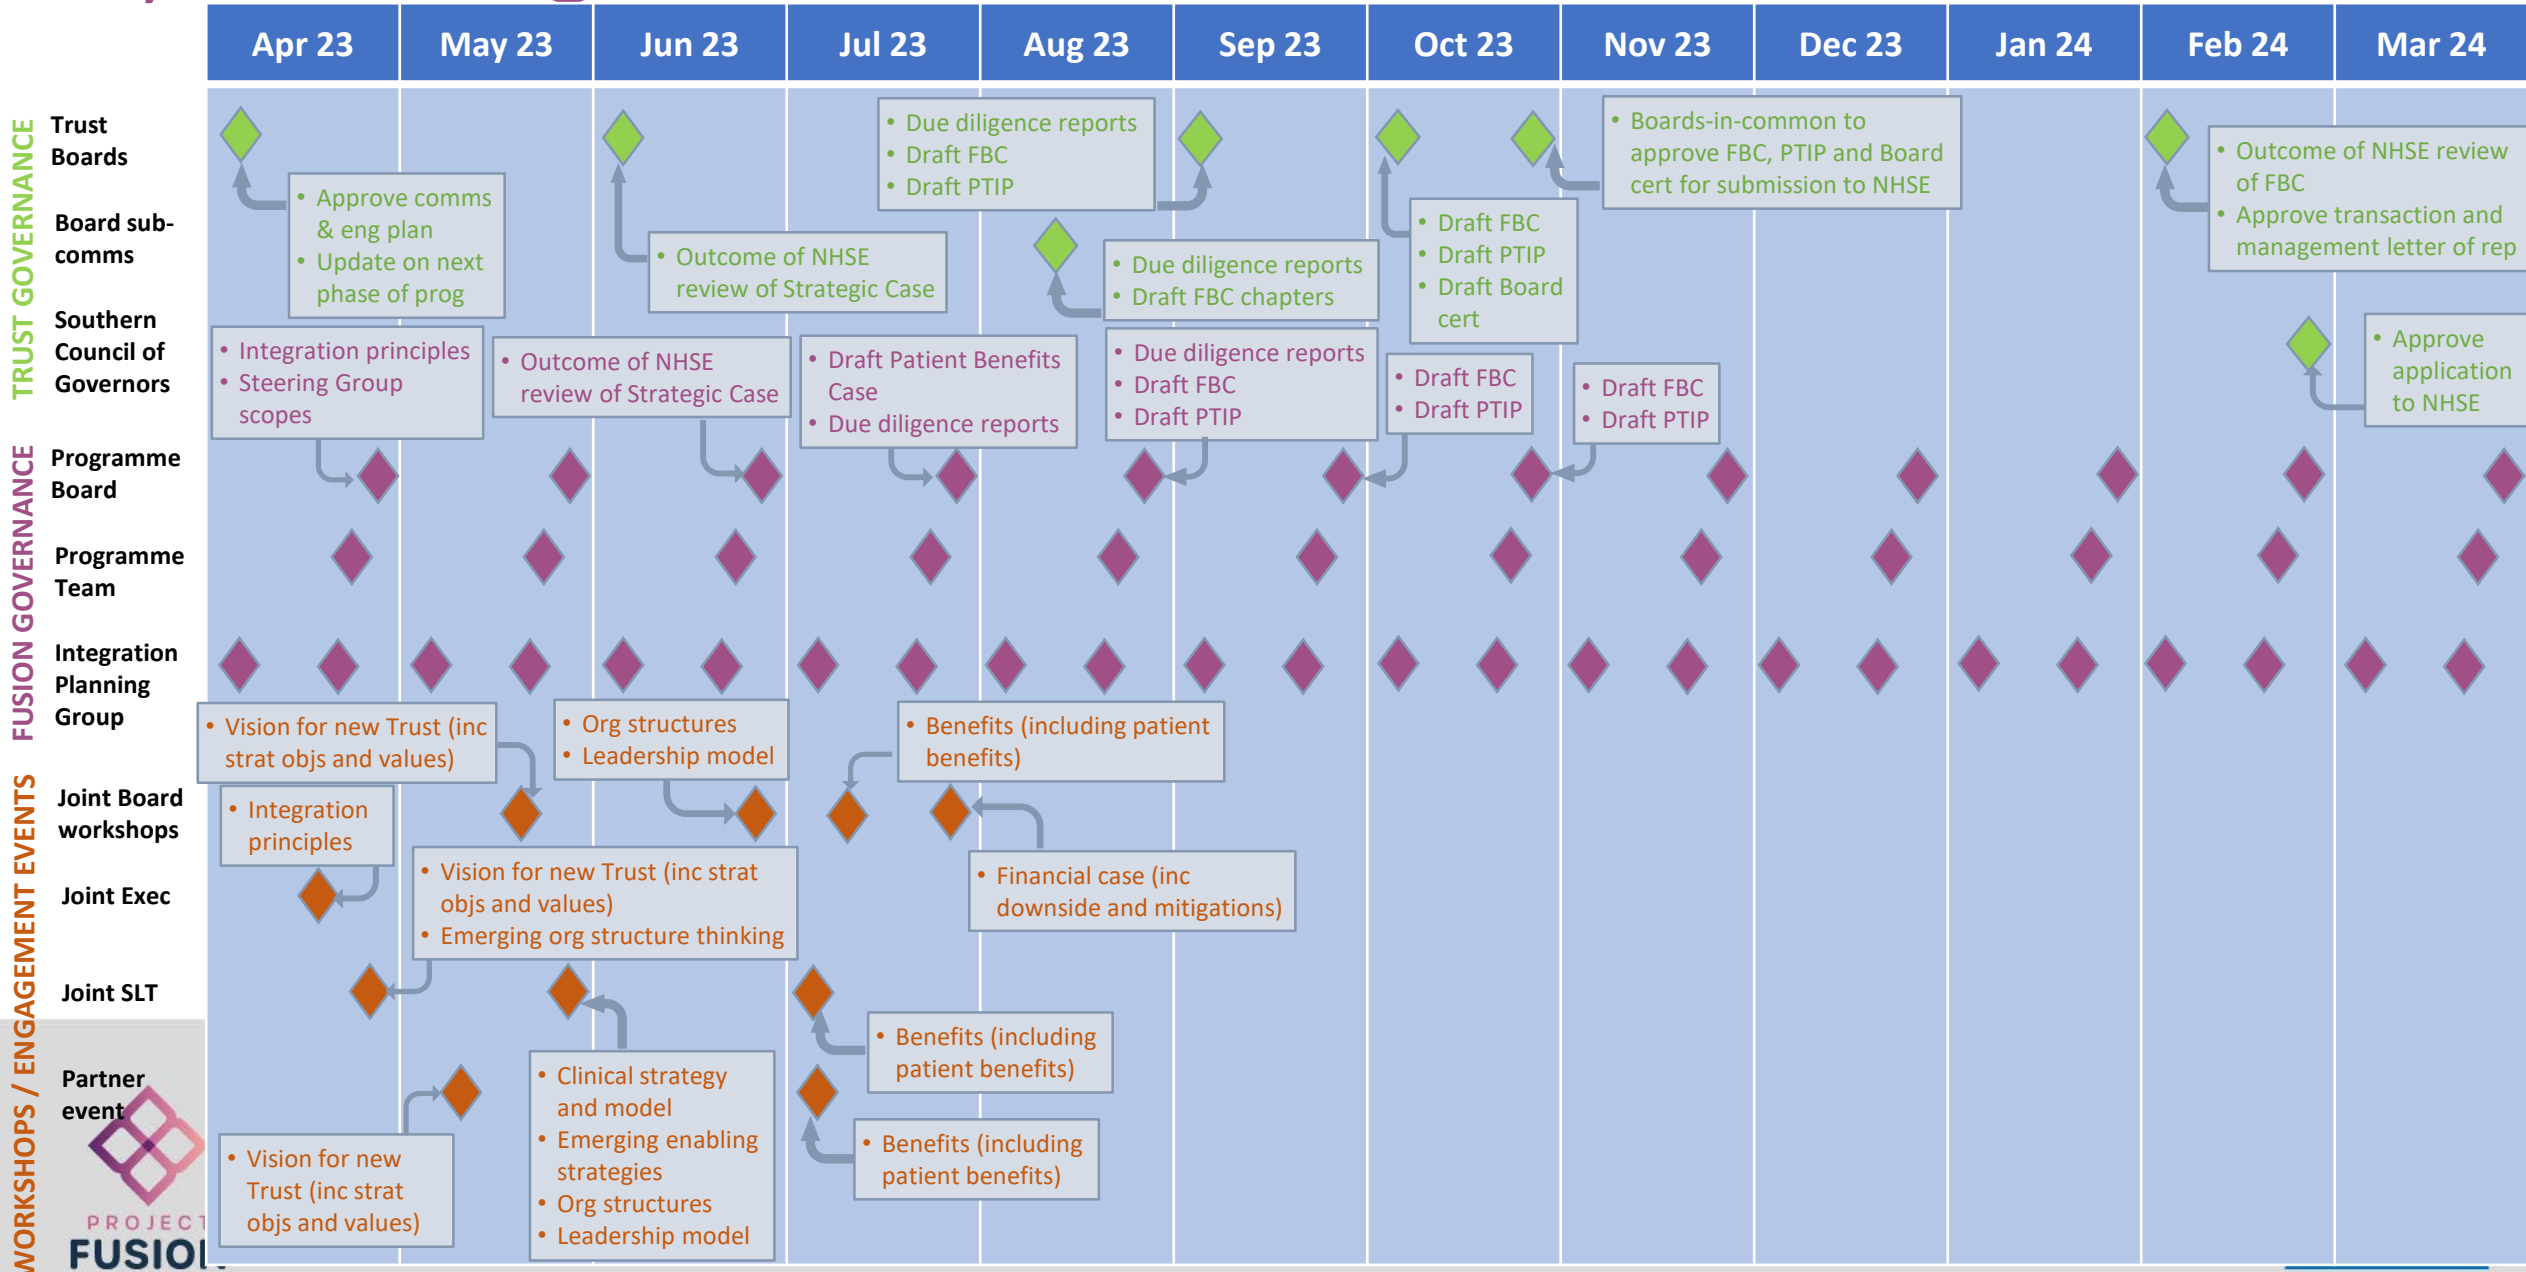 Apr 23
May 23
Jun 23
Jul 23
Aug 23
Sep 23
Oct 23
Nov 23
Dec 23
Jan 24
Feb 24
Mar 24
TRUST GOVERNANCE
Trust
Boards
• Approve comms
& eng plan
• Update on next
phase of prog
• Outcome of NHSE
review of Strategic Case
• Due diligence reports
• Draft FBC
• Draft PTIP
• Draft FBC
• Draft PTIP
• Draft Board
cert
• Boards-in-common to
approve FBC, PTIP and Board
cert for submission to NHSE
• Outcome of NHSE review
of FBC
• Approve transaction and
management letter of rep
Board sub-
comms
• Due diligence reports
• Draft FBC chapters
Southern
Council of
Governors
• Approve
application
to NHSE
FUSION GOVERNANCE
Programme
Board
• Integration principles
• Steering Group
scopes
• Outcome of NHSE
review of Strategic Case
• Draft Patient Benefits
Case
• Due diligence reports
• Due diligence reports
• Draft FBC
• Draft PTIP
• Draft FBC
• Draft PTIP
• Draft FBC
• Draft PTIP
Programme
Team
Integration
Planning
Group
WORKSHOPS / ENGAGEMENT EVENTS
Joint Board
workshops
• Vision for new Trust (inc
strat objs and values)
• Org structures
• Leadership model
• Benefits (including patient
benefits)
• Financial case (inc
downside and mitigations)
Joint Exec
• Integration
principles
Joint SLT
• Vision for new Trust (inc strat
objs and values)
• Emerging org structure thinking
• Clinical strategy
and model
• Emerging enabling
strategies
• Org structures
• Leadership model
• Benefits (including
patient benefits)
Partner
event
• Vision for new
Trust (inc strat
objs and values)
• Benefits (including
patient benefits)
PROJECT
FUSION